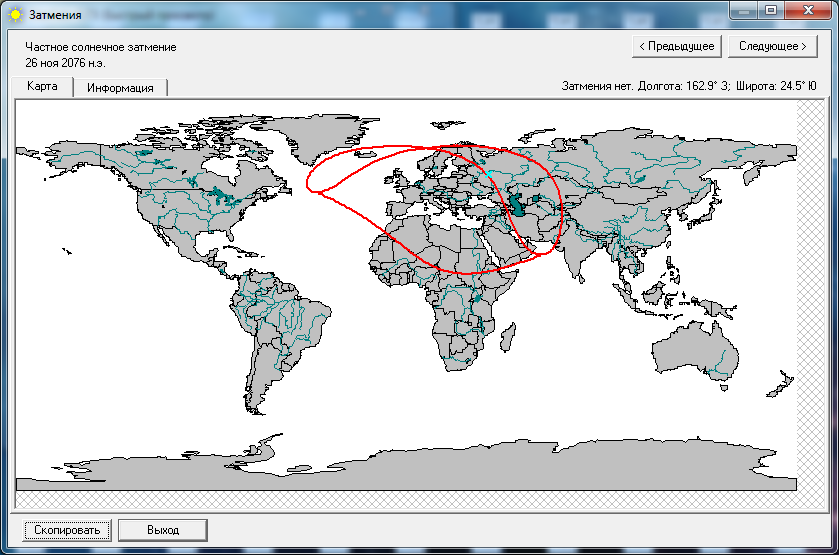 Затмения
Частное солнечное затмение
26 ноя 2076 н.э.
< Предыдущее
Следующее >
Карта
Информация
Затмения нет. Долгота: 162.9° З; Широта: 24.5° Ю
Скопировать
Выход